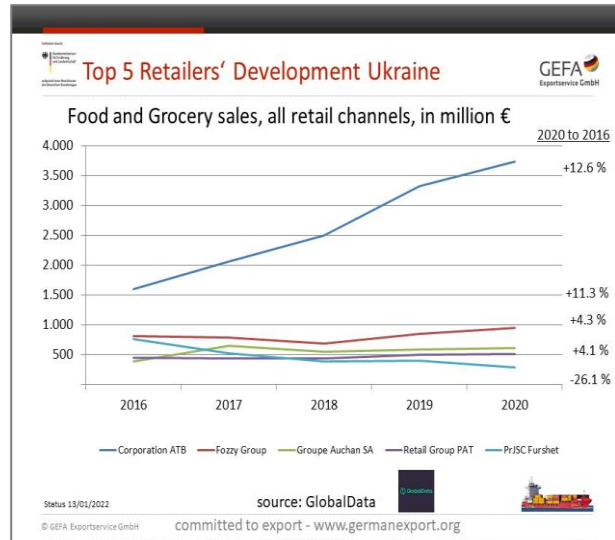 Top 5 Retailers‘ Development Ukraine
GEFA
Exportservice GmbH
Food and Grocery sales, all retail channels, in million €
2020 to 2016
4.000
3.500
3.000
2.500
2.000
1.500
1.000
500
+12.6 %
+11.3 %
+4.3 %
+4.1 %
-26.1 %
2016 2017 2018 2019 2020
Corporation ATB Fozzy Group Groupe Auchan SA Retail Group PAT PrJSC Furshet
GlobalData
Status 13/01/2022
source: GlobalData
© GEFA Exportservice GmbH
committed to export - www.germanexport.org